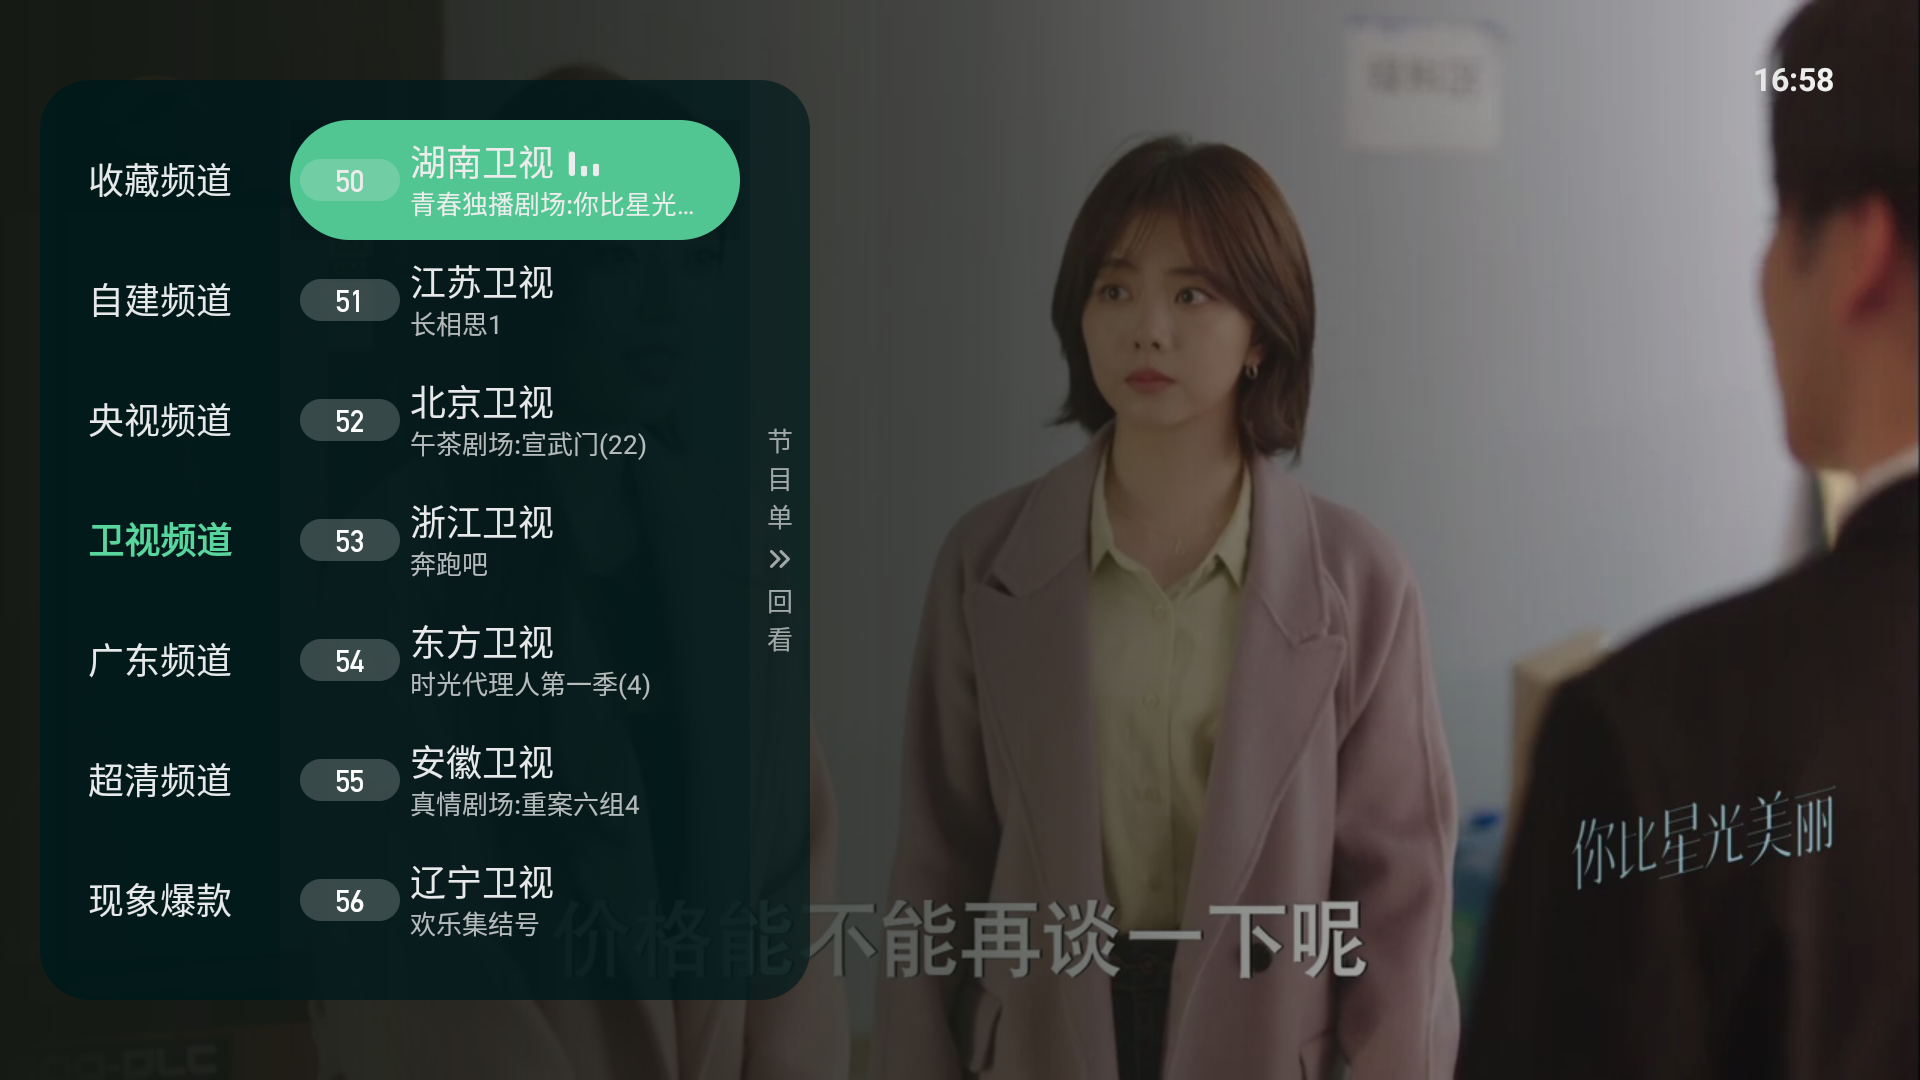 16:58
收藏频道
自建频道
央视频道
卫视频道
广东频道
超清频道
现象爆款
50
湖南卫视
青春独播剧场:你比星光...
51
江苏卫视
长相思1
52
北京卫视
午茶剧场:宣武门(22)
53
浙江卫视
奔跑吧
54
东方卫视
时光代理人第一季(4)
55
安徽卫视
真情剧场:重案六组4
56
辽宁卫视
欢乐集结号
节目单
回看
你比星光美丽
价格能不能再谈一下呢